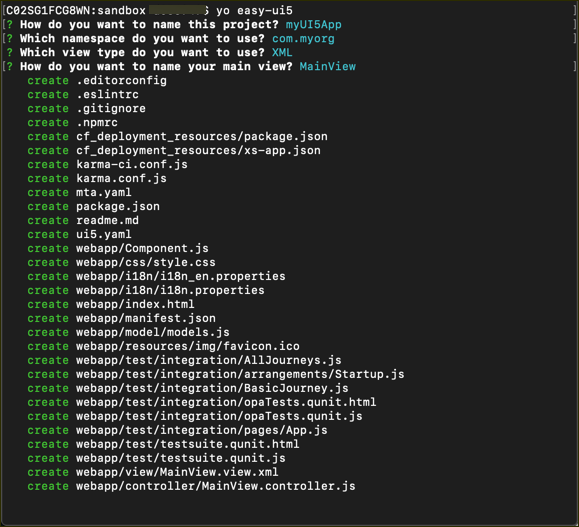 [C02SG1FCG8WN:sandbox $ yo easy-ui5 ]
[? How do you want to name this project? myUI5App ]
[? Which namespace do you want to use? com.myorg ]
? Which view type do you want to use? XML
[? How do you want to name your main view? MainView ]
create .editorconfig
create .eslintrc
create .gitignore
create .npmrc
create cf_deployment_resources/package.json
create cf_deployment_resources/xs-app.json
create karma-ci.conf.js
create karma.conf.js
create mta.yaml
create package.json
create readme.md
create ui5.yaml
create webapp/Component.js
create webapp/css/style.css
create webapp/i18n/i18n_en.properties
create webapp/i18n/i18n.properties
create webapp/index.html
create webapp/manifest.json
create webapp/model/models.js
create webapp/resources/img/favicon.ico
create webapp/test/integration/AllJourneys.js
create webapp/test/integration/arrangements/Startup.js
create webapp/test/integration/BasicJourney.js
create webapp/test/integration/opaTests.qunit.html
create webapp/test/integration/opaTests.qunit.js
create webapp/test/integration/pages/App.js
create webapp/test/testsuite.qunit.html
create webapp/test/testsuite.qunit.js
create webapp/view/MainView.view.xml
create webapp/controller/MainView.controller.js